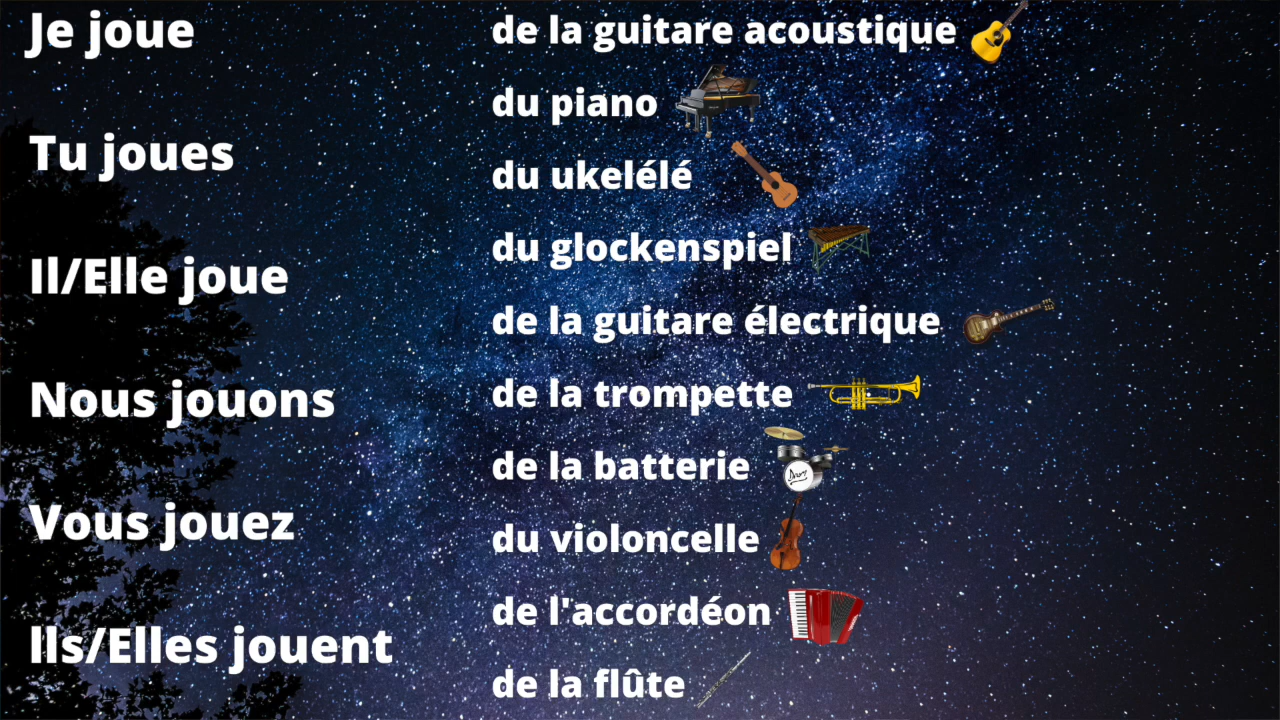 Je joue
Tu joues
Il/Elle joue
Nous jouons
Vous jouez
lls/Elles jouent
de la guitare acoustique
du piano
du ukelélé
du glockenspiel
de la guitare électrique
de la trompette
de la batterie
du violoncelle
de l'accordéon
de la flûte